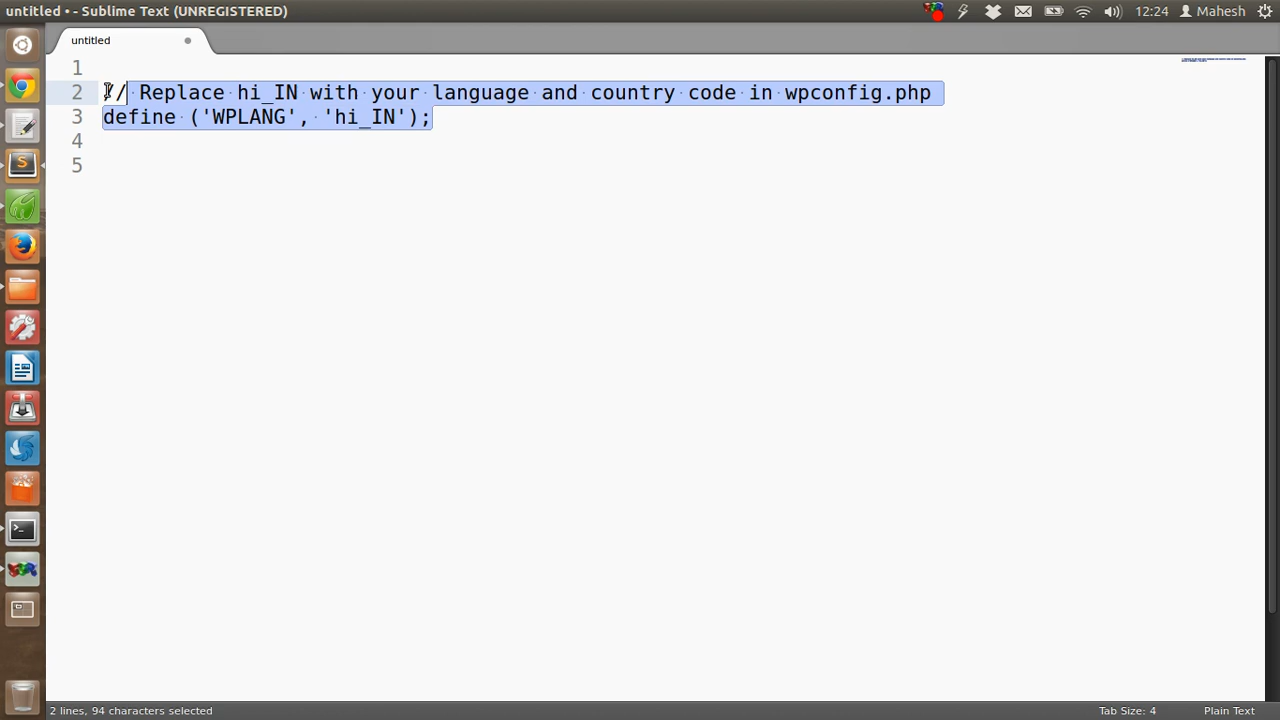 untitled • - Sublime Text (UNREGISTERED)
12:24 Mahesh
untitled
1
2 // Replace hi_IN with your language and country code in wpconfig.php
3 define ('WPLANG', 'hi_IN');
4
5
2 lines, 94 characters selected
Tab Size: 4
Plain Text